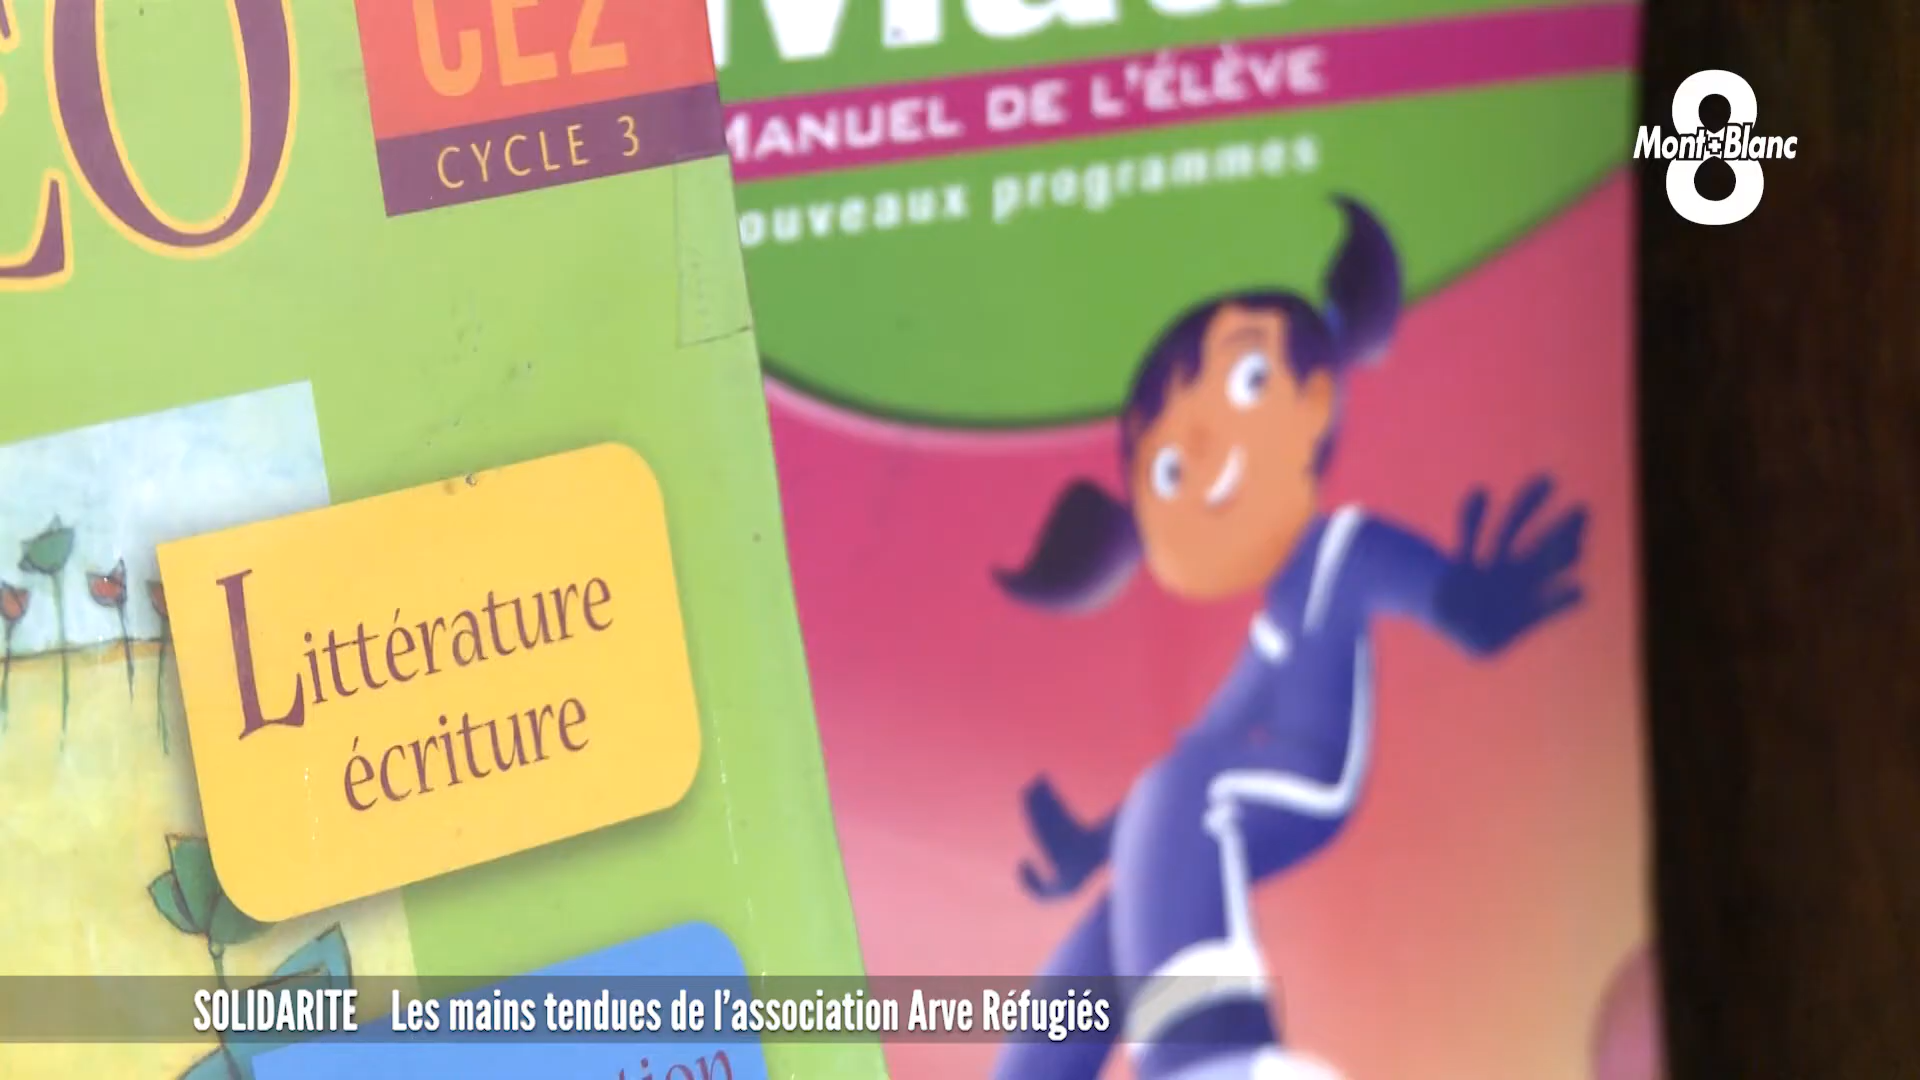 CE2
CYCLE 3
MANUEL DE L'ÉLÈVE
nouveaux programmes
8
Mont Blanc
Littérature
écriture
SOLIDARITE Les mains tendues de l'association Arve Réfugiés